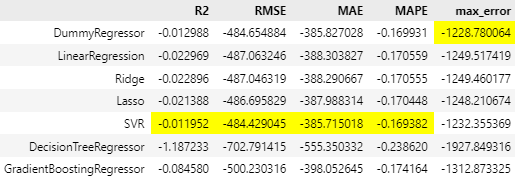 R2 RMSE MAE MAPE max_error
DummyRegressor -0.012988 -484.654884 -385.827028 -0.169931 -1228.780064
LinearRegression -0.022969 -487.063246 -388.303827 -0.170559 -1249.517419
Ridge -0.022896 -487.046319 -388.290667 -0.170555 -1249.460177
Lasso -0.021388 -486.695829 -387.988314 -0.170448 -1248.210674
SVR -0.011952 -484.429045 -385.715018 -0.169382 -1232.355369
DecisionTreeRegressor -1.187233 -702.791415 -555.350332 -0.238620 -1927.849316
GradientBoostingRegressor -0.084580 -500.230316 -398.052645 -0.174164 -1312.873325